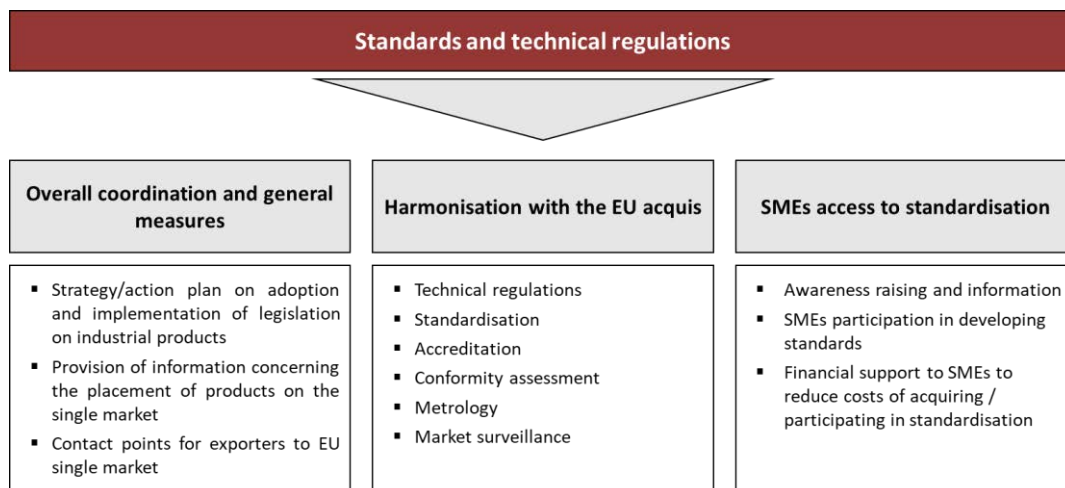 Standards and technical regulations
Overall coordination and general
measures
▪ Strategy/action plan on adoption
and implementation of legislation
on industrial products
▪ Provision of information concerning
the placement of products on the
single market
▪ Contact points for exporters to EU
single market
Harmonisation with the EU acquis
▪ Technical regulations
▪ Standardisation
▪ Accreditation
▪ Conformity assessment
▪ Metrology
▪ Market surveillance
SMEs access to standardisation
▪ Awareness raising and information
▪ SMEs participation in developing
standards
▪ Financial support to SMEs to
reduce costs of acquiring /
participating in standardisation